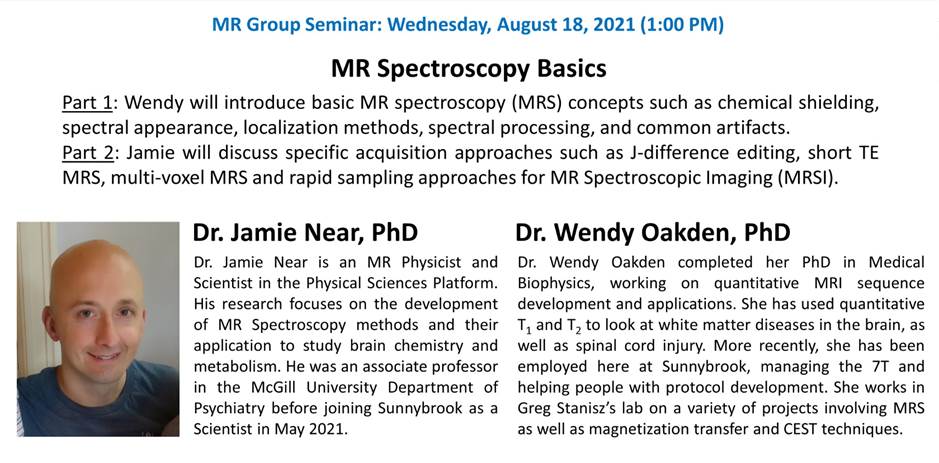 MR Group Seminar: Wednesday, August 18, 2021 (1:00 PM)
MR Spectroscopy Basics
Part 1: Wendy will introduce basic MR spectroscopy (MRS) concepts such as chemical shielding,
spectral appearance, localization methods, spectral processing, and common artifacts.
Part 2: Jamie will discuss specific acquisition approaches such as J-difference editing, short TE
MRS, multi-voxel MRS and rapid sampling approaches for MR Spectroscopic Imaging (MRSI).
Dr. Jamie Near, PhD
Dr. Jamie Near is an MR Physicist and
Scientist in the Physical Sciences Platform.
His research focuses on the development
of MR Spectroscopy methods and their
application to study brain chemistry and
metabolism. He was an associate professor
in the McGill University Department of
Psychiatry before joining Sunnybrook as a
Scientist in May 2021.
Dr. Wendy Oakden, PhD
Dr. Wendy Oakden completed her PhD in Medical
Biophysics, working on quantitative MRI sequence
development and applications. She has used quantitative
T₁ and T₂ to look at white matter diseases in the brain, as
well as spinal cord injury. More recently, she has been
employed here at Sunnybrook, managing the 7T and
helping people with protocol development. She works in
Greg Stanisz’s lab on a variety of projects involving MRS
as well as magnetization transfer and CEST techniques.